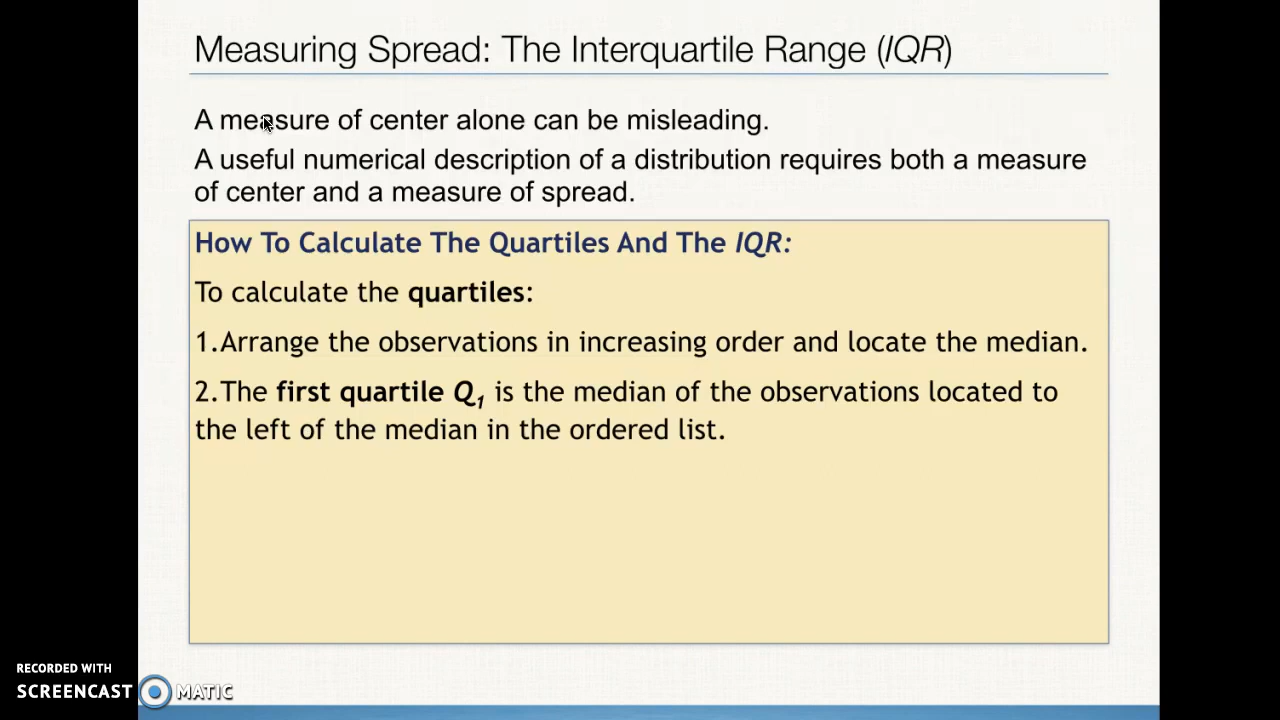 Measuring Spread: The Interquartile Range (IQR)
A measure of center alone can be misleading.
A useful numerical description of a distribution requires both a measure
of center and a measure of spread.
How To Calculate The Quartiles And The IQR:
To calculate the quartiles:
1.Arrange the observations in increasing order and locate the median.
2.The first quartile Q1 is the median of the observations located to
the left of the median in the ordered list.
RECORDED WITH
SCREENCAST MATIC